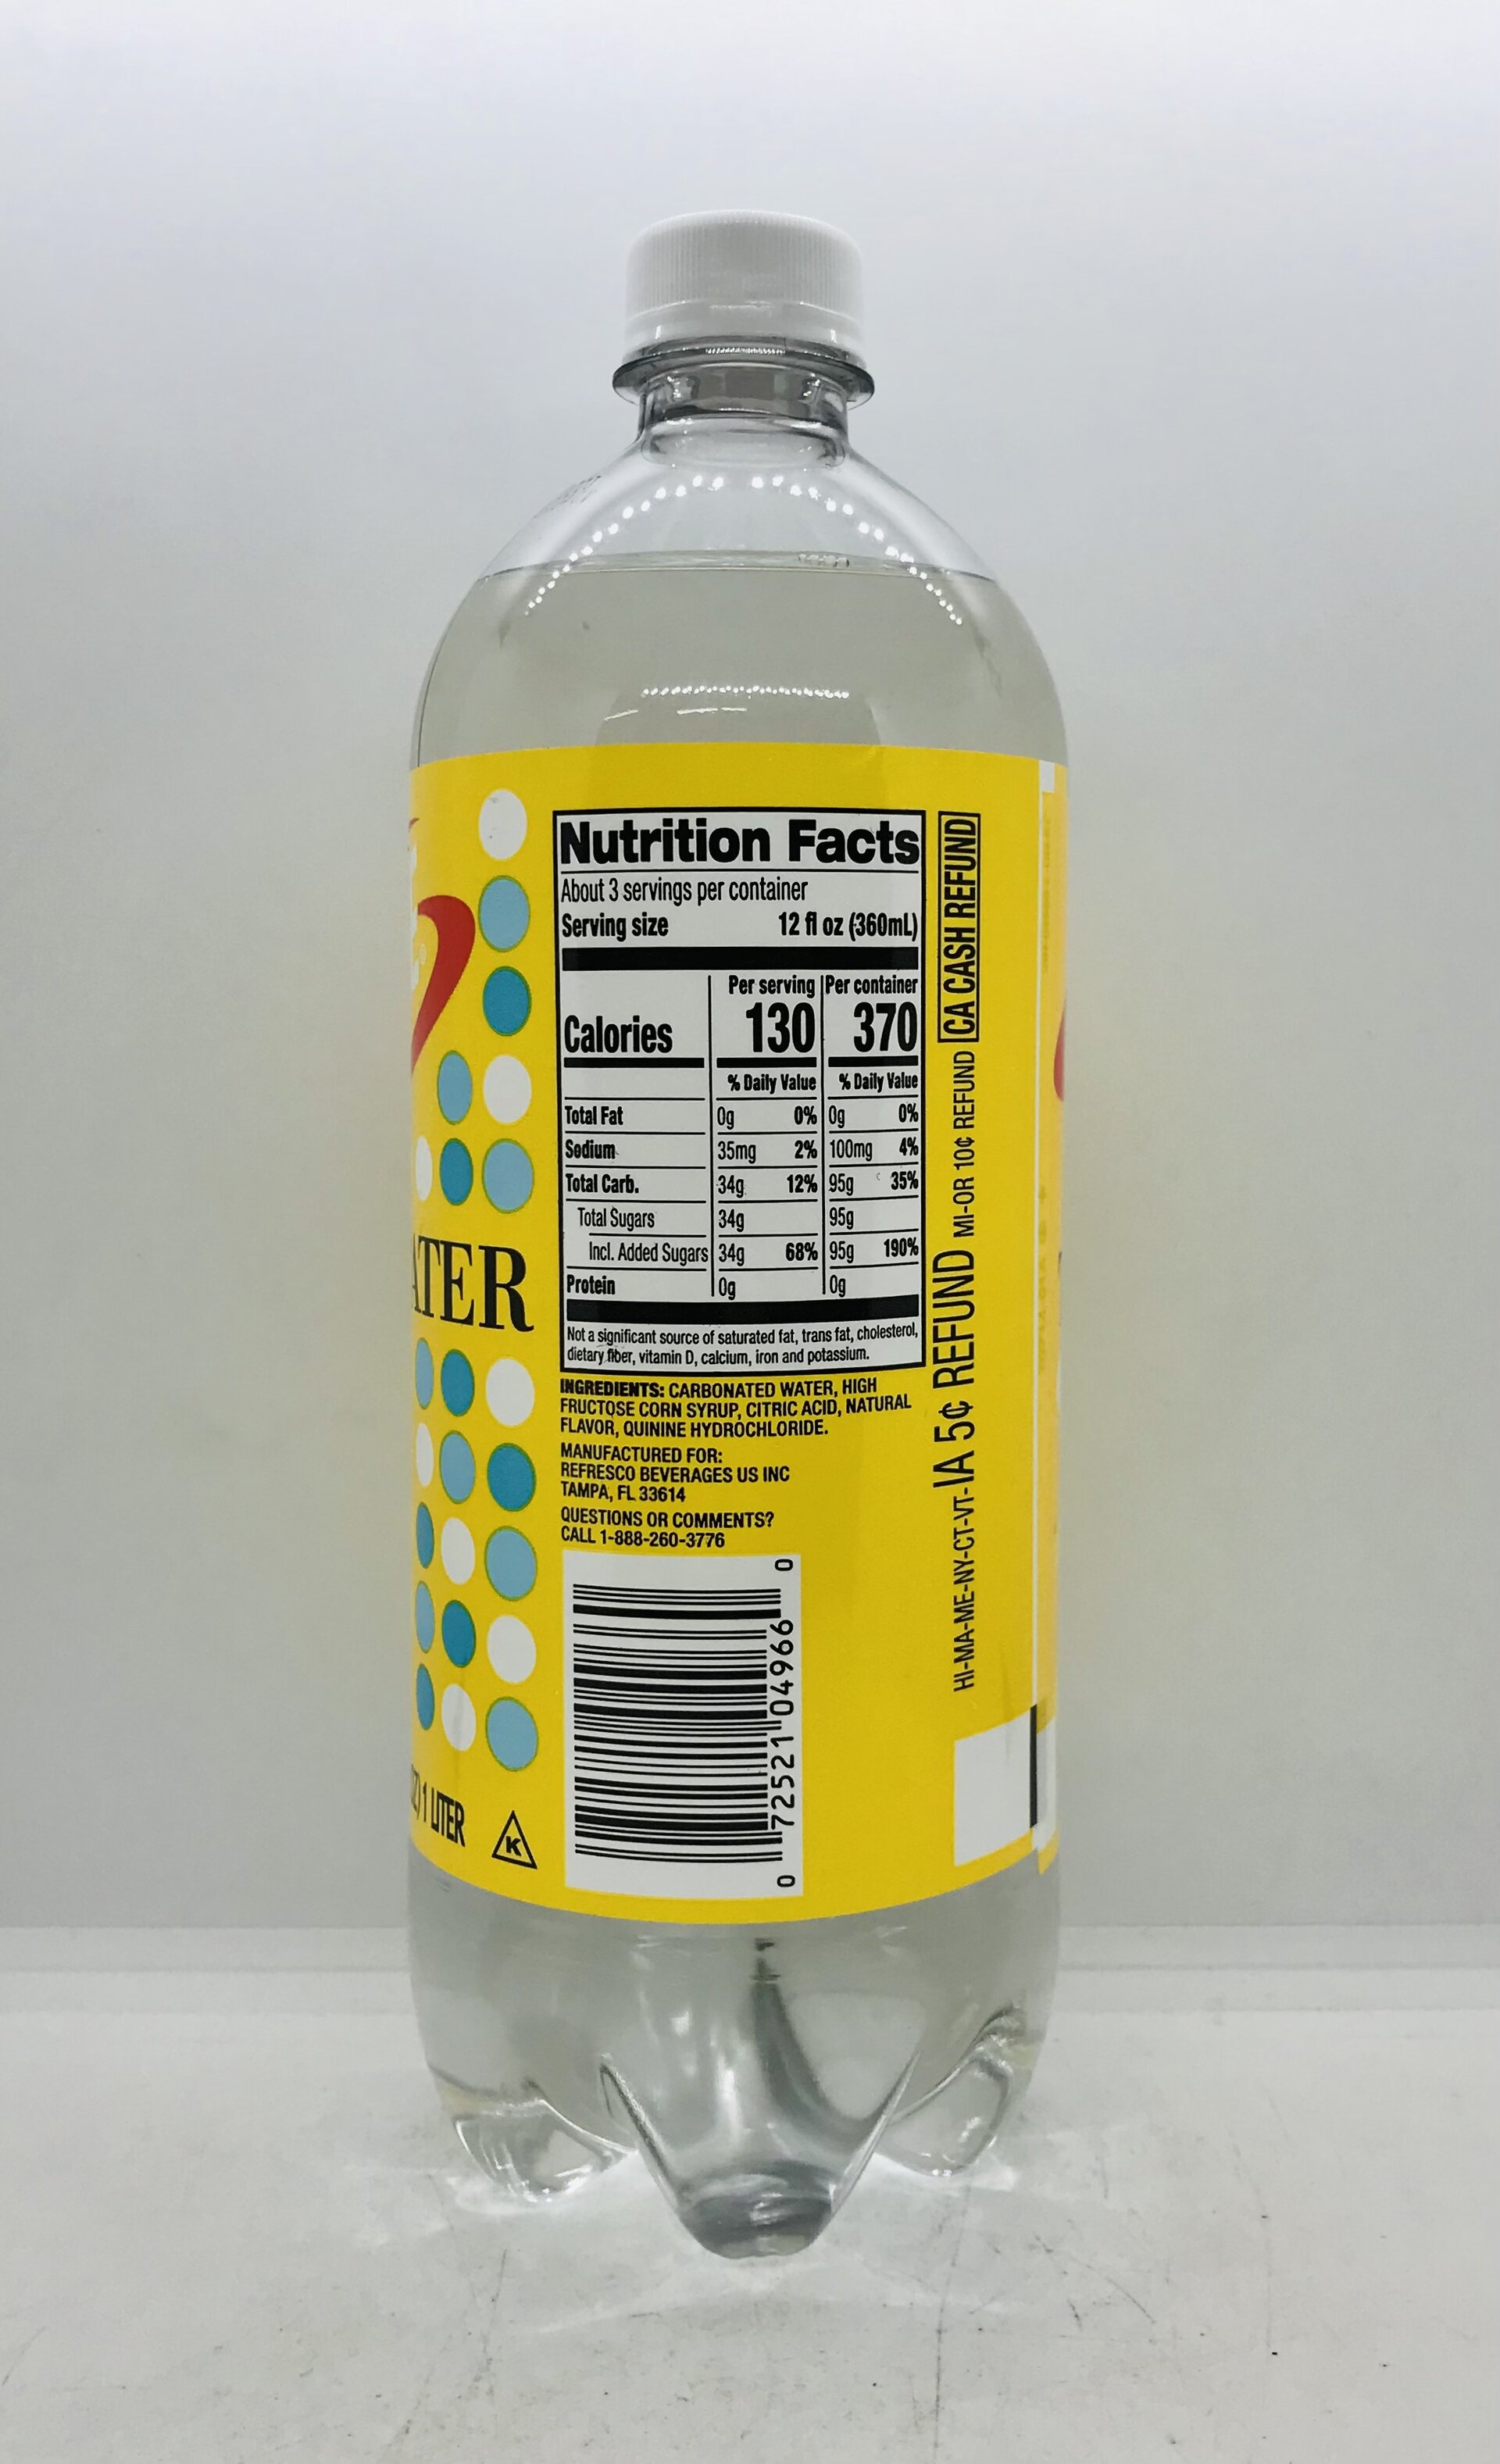 Nutrition Facts
About 3 servings per container
Serving size 12 fl oz (360mL)
Per serving Per container
Calories 130 370
% Daily Value % Daily Value
Total Fat 0g 0% 0g 0%
Sodium 35mg 2% 100mg 4%
Total Carb. 34g 12% 95g 35%
Total Sugars 34g 95g
Incl. Added Sugars 34g 68% 95g 190%
Protein 0g 0g
Not a significant source of saturated fat, trans fat, cholesterol,
dietary fiber, vitamin D, calcium, iron and potassium.
INGREDIENTS: CARBONATED WATER, HIGH
FRUCTOSE CORN SYRUP, CITRIC ACID, NATURAL
FLAVOR, QUININE HYDROCHLORIDE.
MANUFACTURED FOR:
REFRESCO BEVERAGES US INC
TAMPA, FL 33614
QUESTIONS OR COMMENTS?
CALL 1-888-260-3776
0 72521 04966 0
HI-MA-ME-NY-CT-VT-IA 5¢ REFUND MI-OR 10¢ REFUND CA CASH REFUND
ATER
1 LITER
K